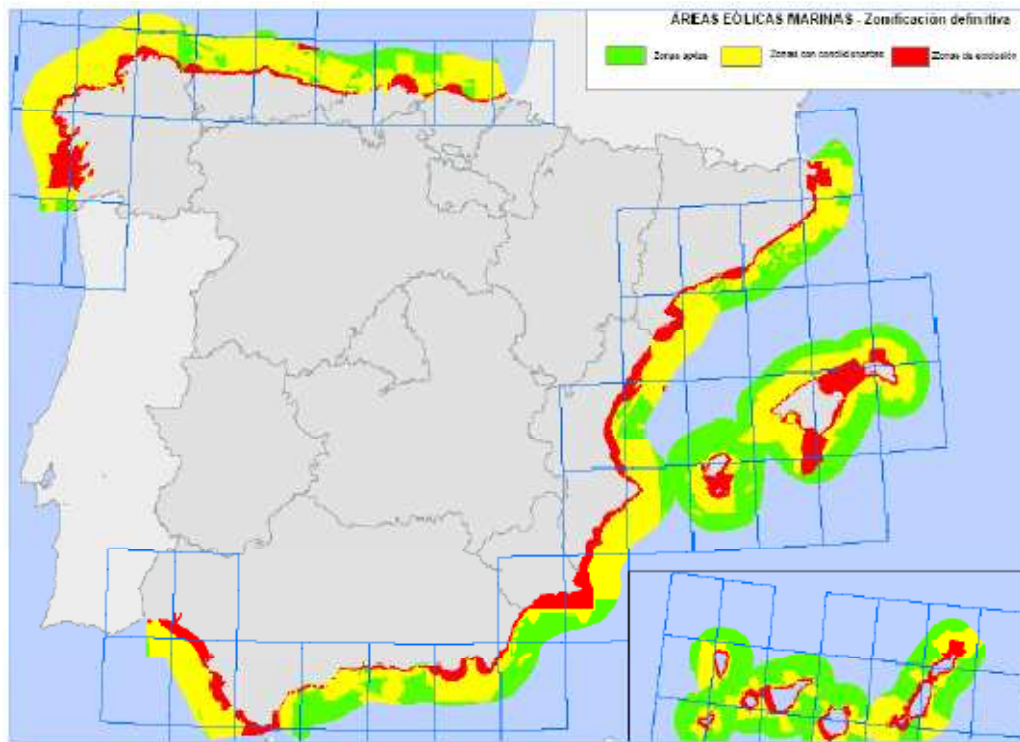 ÁREAS EÓLICAS MARINAS - Zonificación definitiva
Zonas aptas
Zonas con condicionantes
Zonas de exclusión